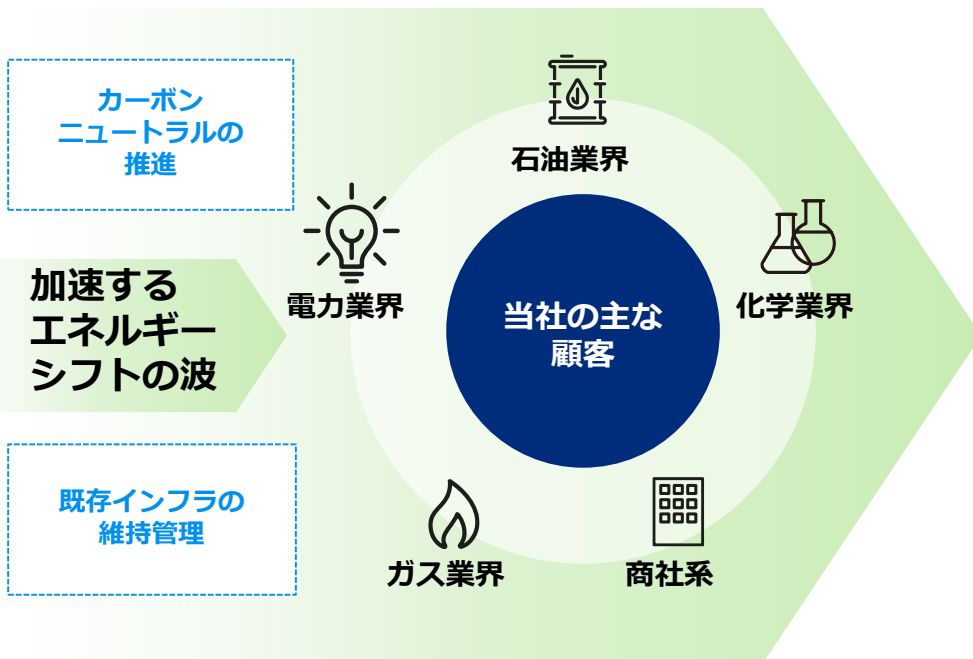 カーボン
ニュートラルの
推進
加速する
エネルギー
シフトの波
既存インフラの
維持管理
石油業界
電力業界
化学業界
当社の主な
顧客
ガス業界
商社系